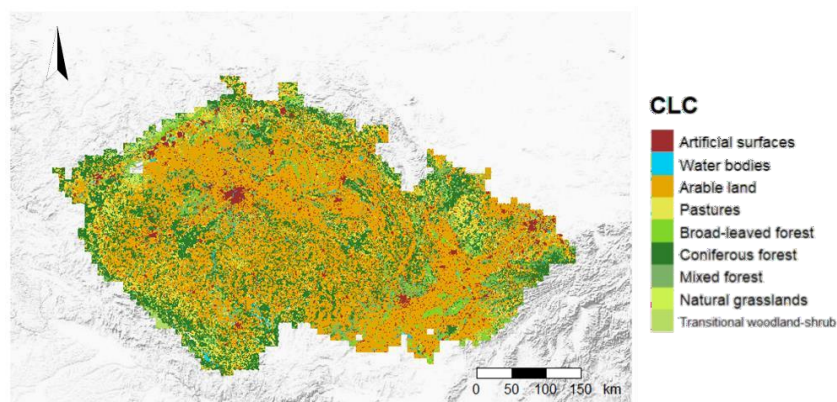 CLC
Artificial surfaces
Water bodies
Arable land
Pastures
Broad-leaved forest
Coniferous forest
Mixed forest
Natural grasslands
Transitional woodland-shrub
0 50 100 150 km